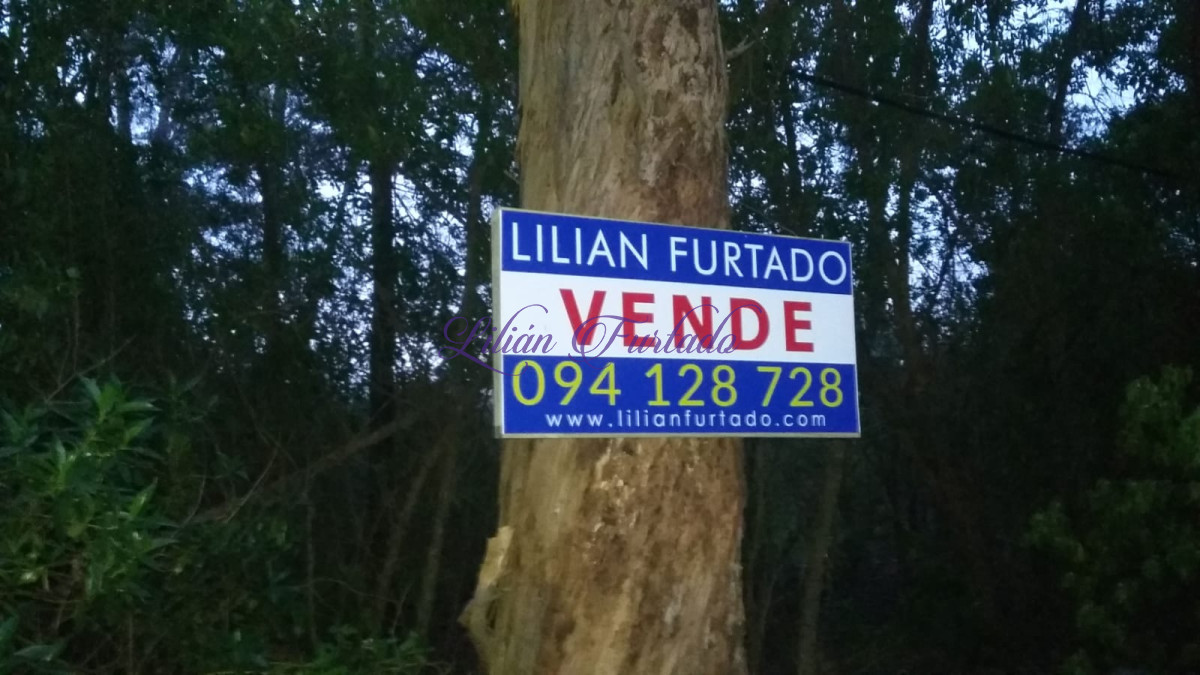 LILIAN FURTADO
VENDE
Lilián Furtado
094 128 728
www.lilianfurtado.com